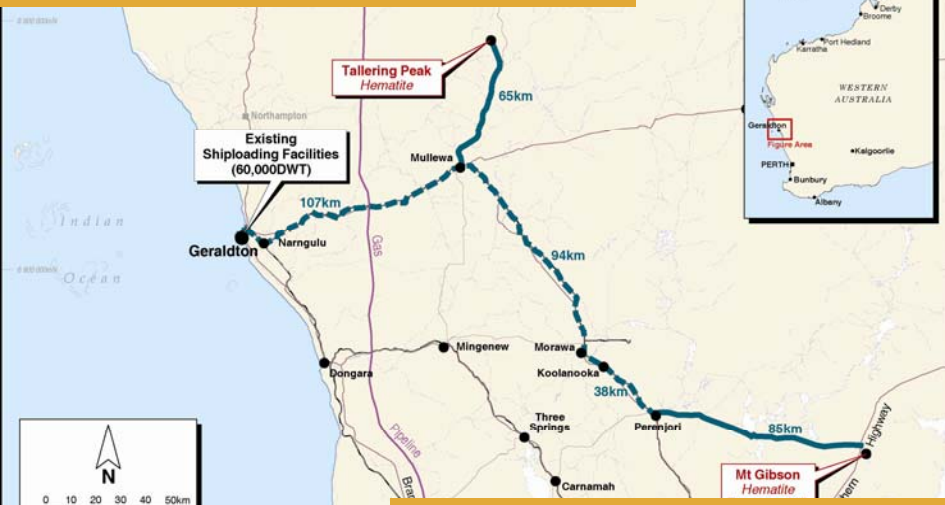 Derby
Broome
Port Hedland
Karratha
WESTERN
AUSTRALIA
Geraldton
Figure Area
Kalgoorlie
PERTH
Bunbury
Albany
Tallering Peak
Hematite
65km
Northampton
Existing
Shiploading Facilities
(60,000DWT)
Mullewa
107km
Indian
Ocean
Geraldton
Narngulu
Gas
94km
Mingenew
Morawa
Koolanooka
Dongara
38km
Three
Springs
Perenjori
85km
Highway
Pipeline
N
0 10 20 30 40 50km
Carnamah
Mt Gibson
Hematite